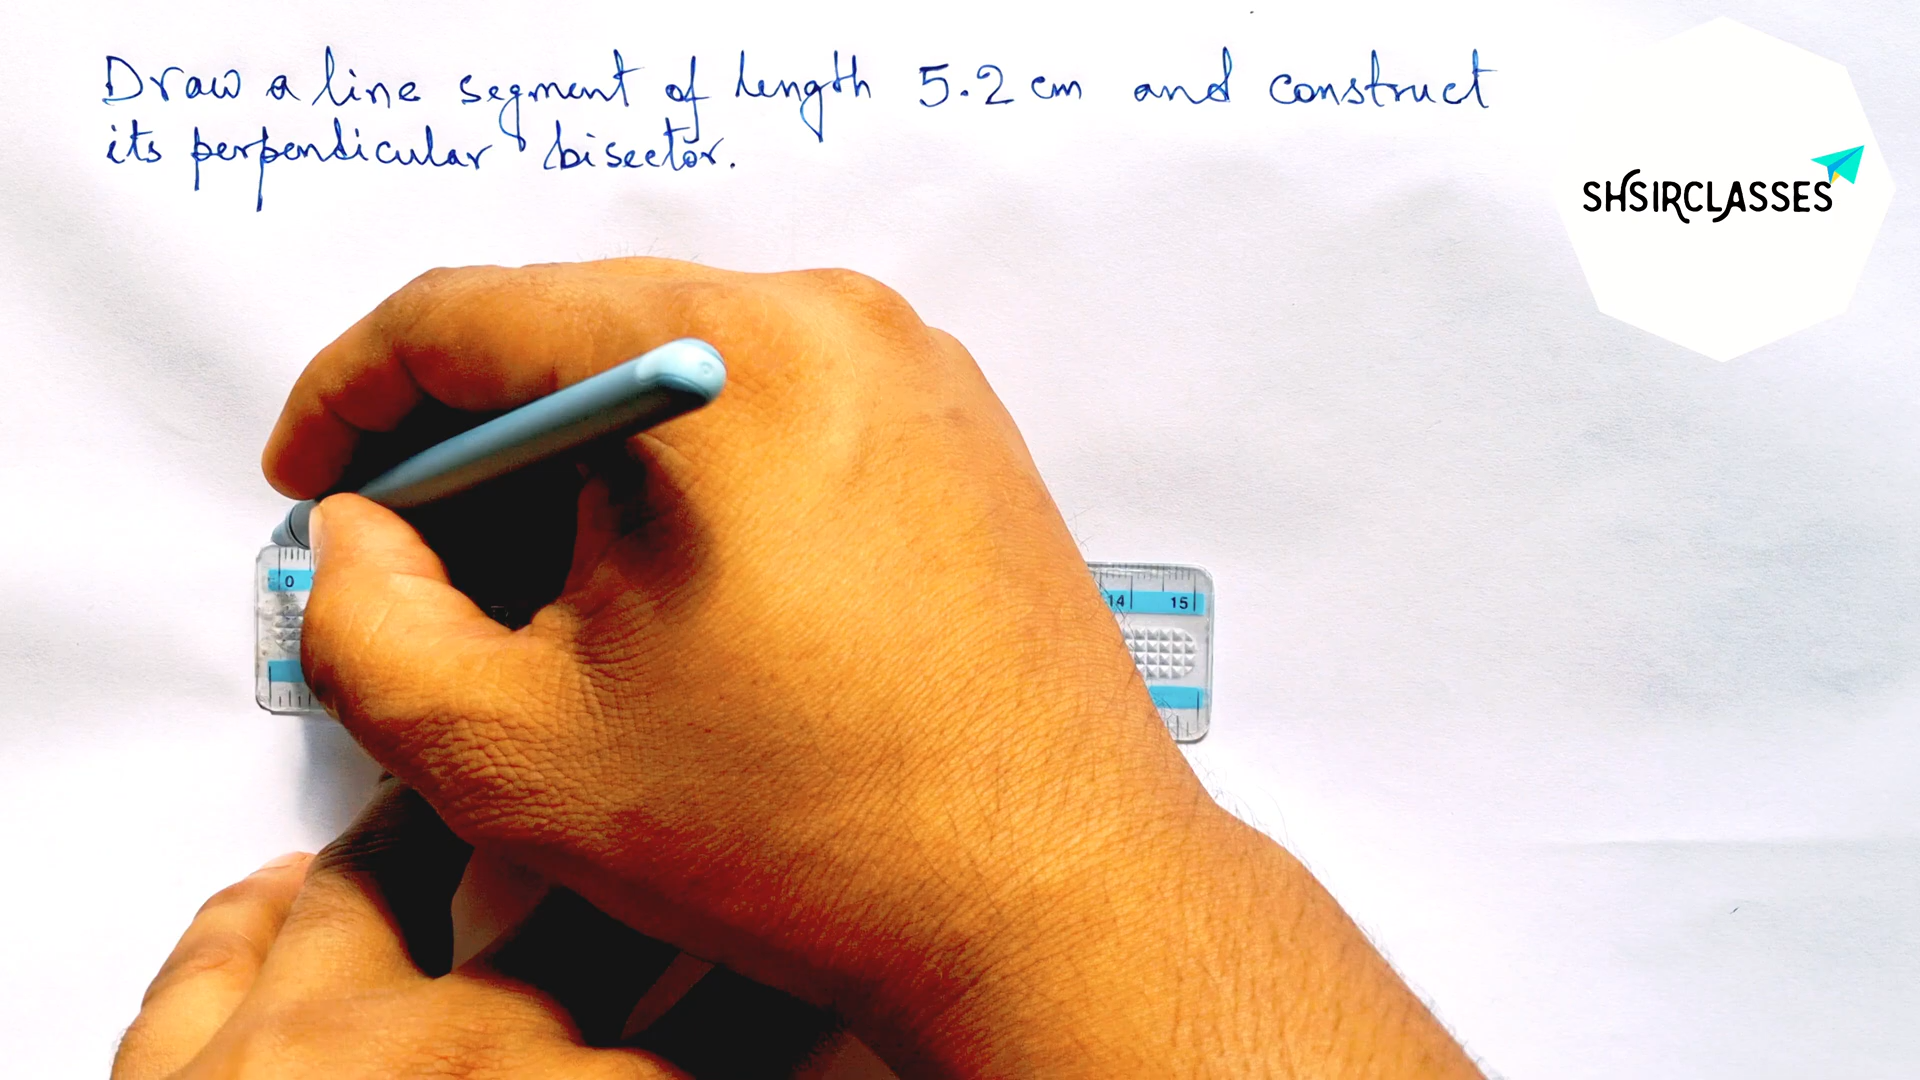 Draw a line segment of length 5.2 cm and construct
its perpendicular bisector.
SHSIRCLASSES
0 14 15